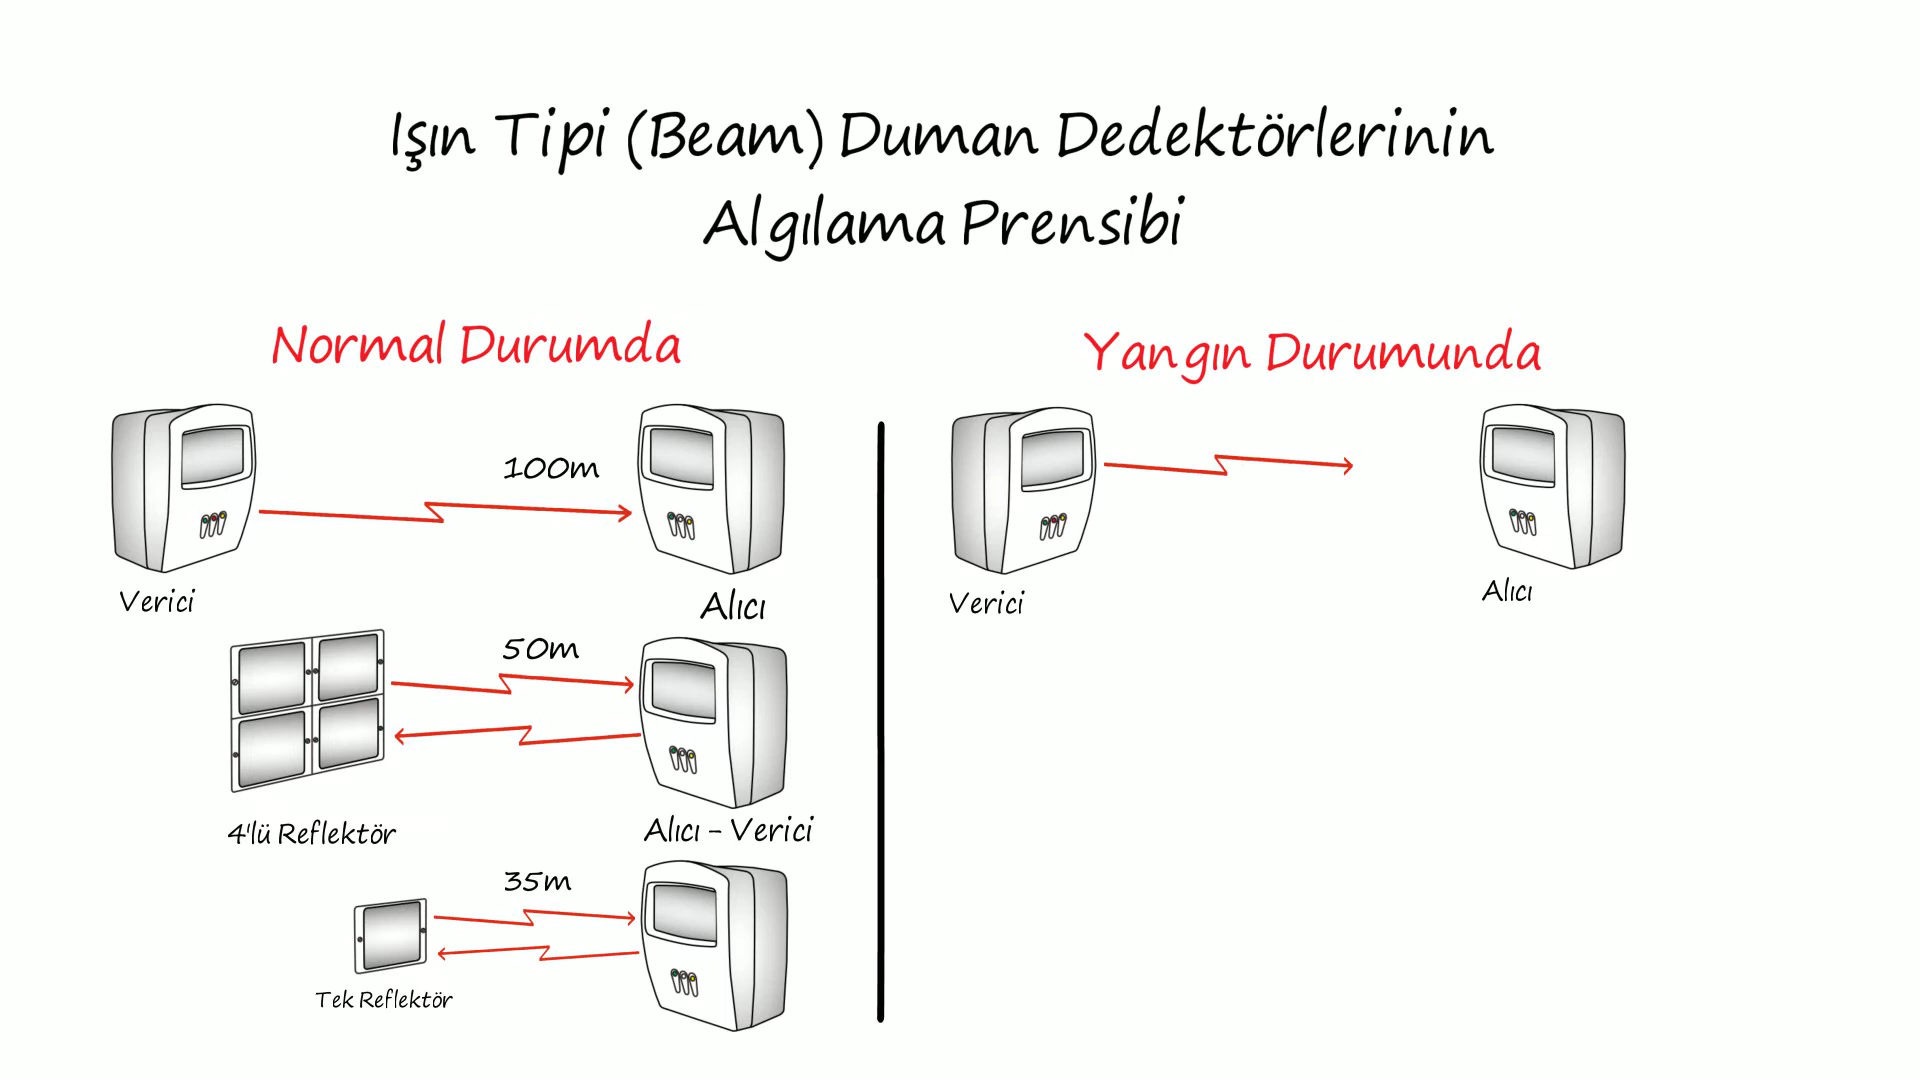 Işın Tipi (Beam) Duman Dedektörlerinin
Algılama Prensibi
Normal Durumda
100m
Verici
Alıcı
50m
4'lü Reflektör
Alıcı - Verici
35m
Tek Reflektör
Yangın Durumunda
Verici
Alıcı